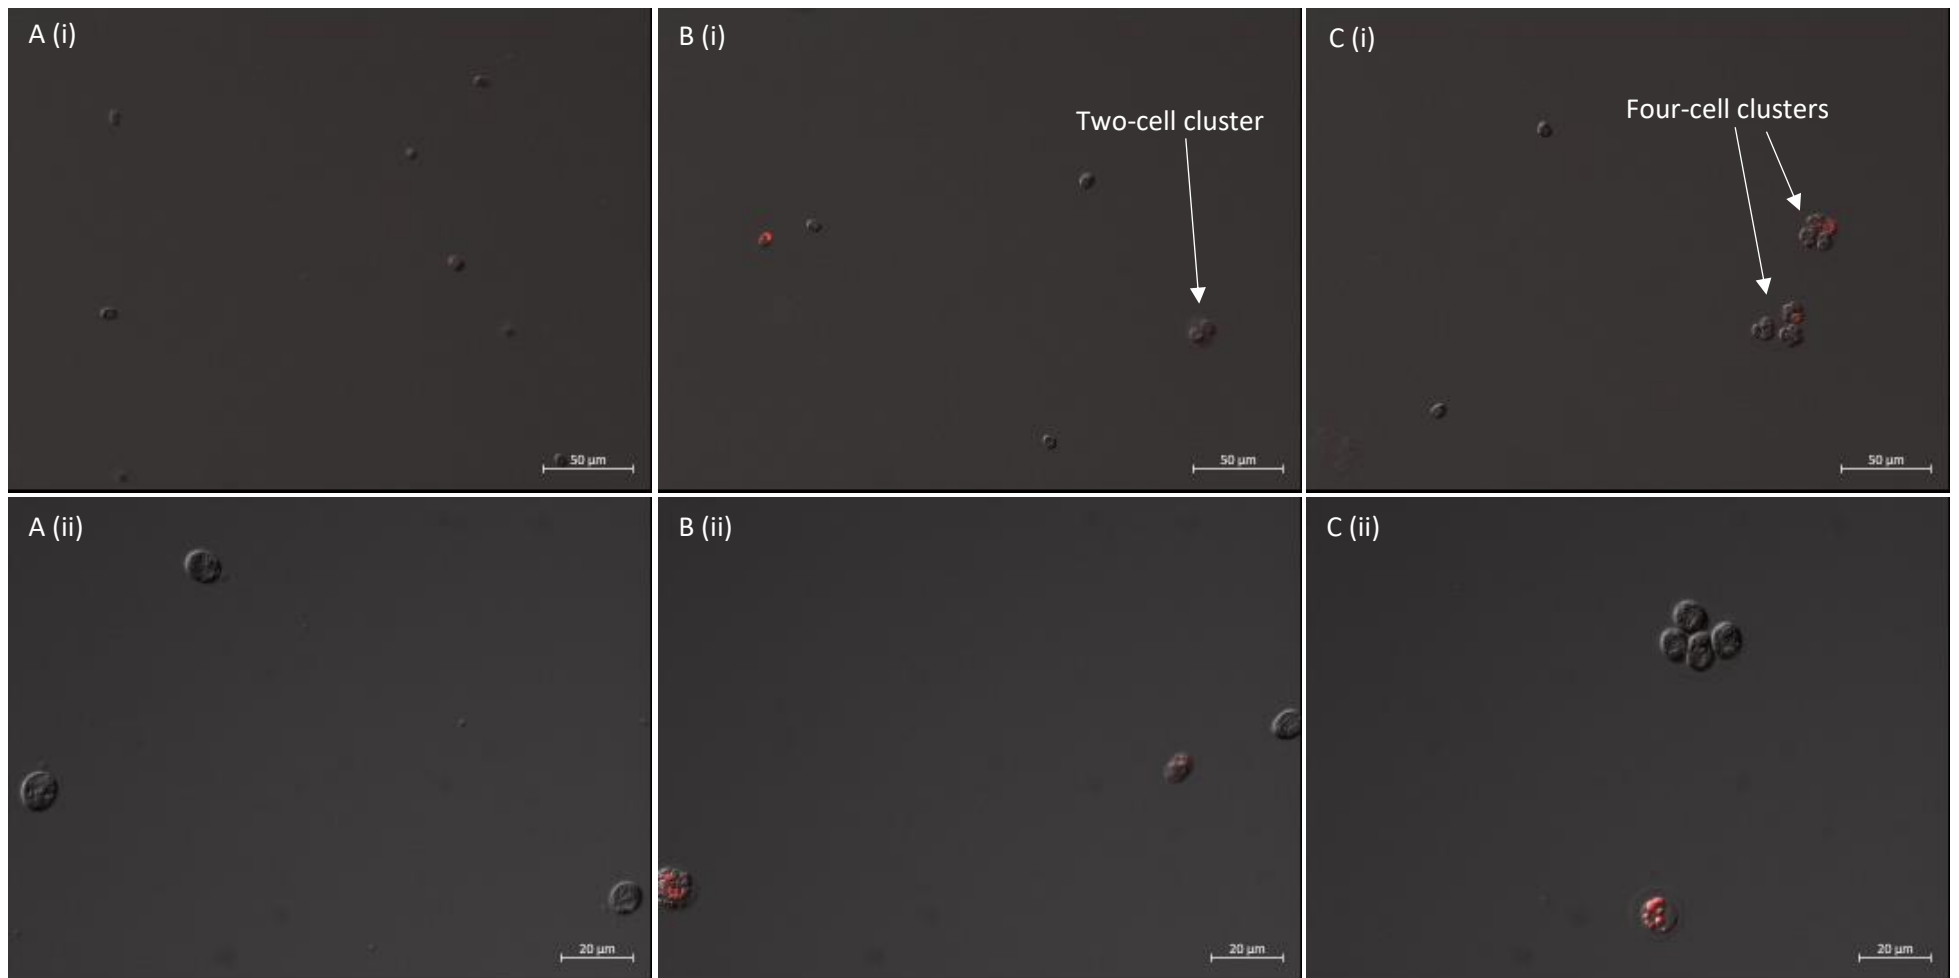 A (i)
B (i)
C (i)
Two-cell cluster
Four-cell clusters
50 µm
50 µm
50 µm
A (ii)
B (ii)
C (ii)
20 µm
20 µm
20 µm